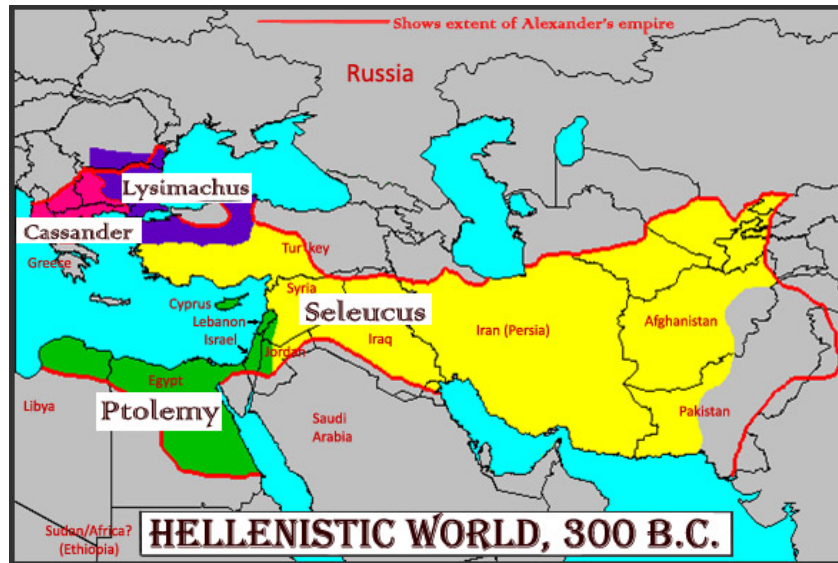 Shows extent of Alexander's empire
Russia
Lysimachus
Cassander
Greece
Turkey
Cyprus
Syria
Seleucus
Lebanon
Israel
Jordan
Iraq
Iran (Persia)
Afghanistan
Egypt
Ptolemy
Libya
Saudi
Arabia
Pakistan
Sudan/Africa?
(Ethiopia)
HELLENISTIC WORLD, 300 B.C.